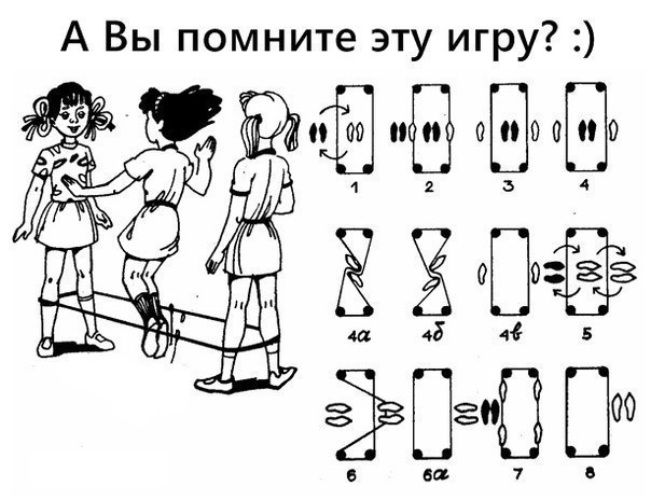 А Вы помните эту игру? :)
1 2 3 4
4а 4б 4в 5
6 6а 7 8